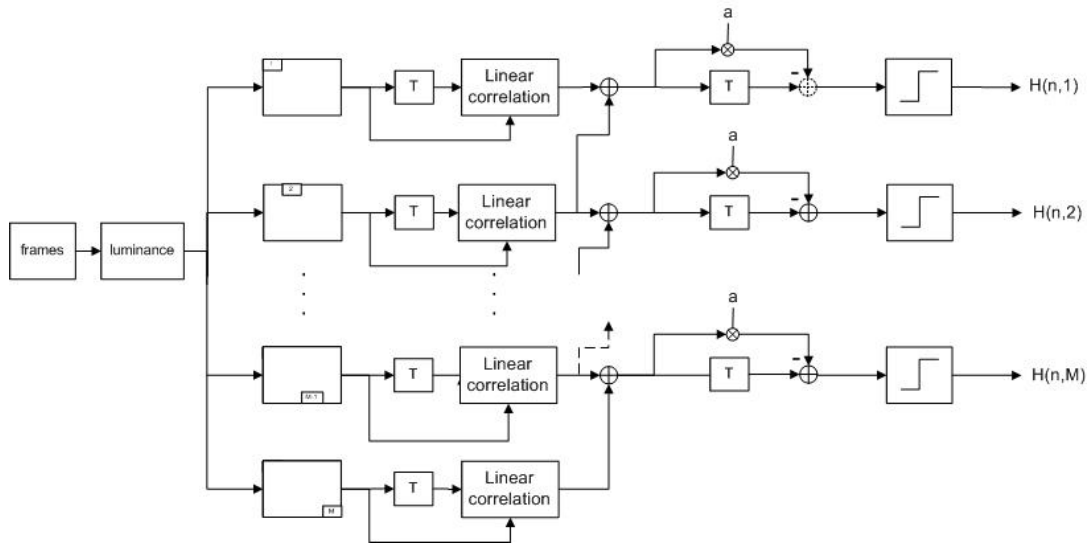 a
1
T
Linear
correlation
T
-
H(n,1)
a
2
T
Linear
correlation
T
-
H(n,2)
frames
luminance
a
M-1
T
Linear
correlation
T
-
H(n,M)
M
T
Linear
correlation